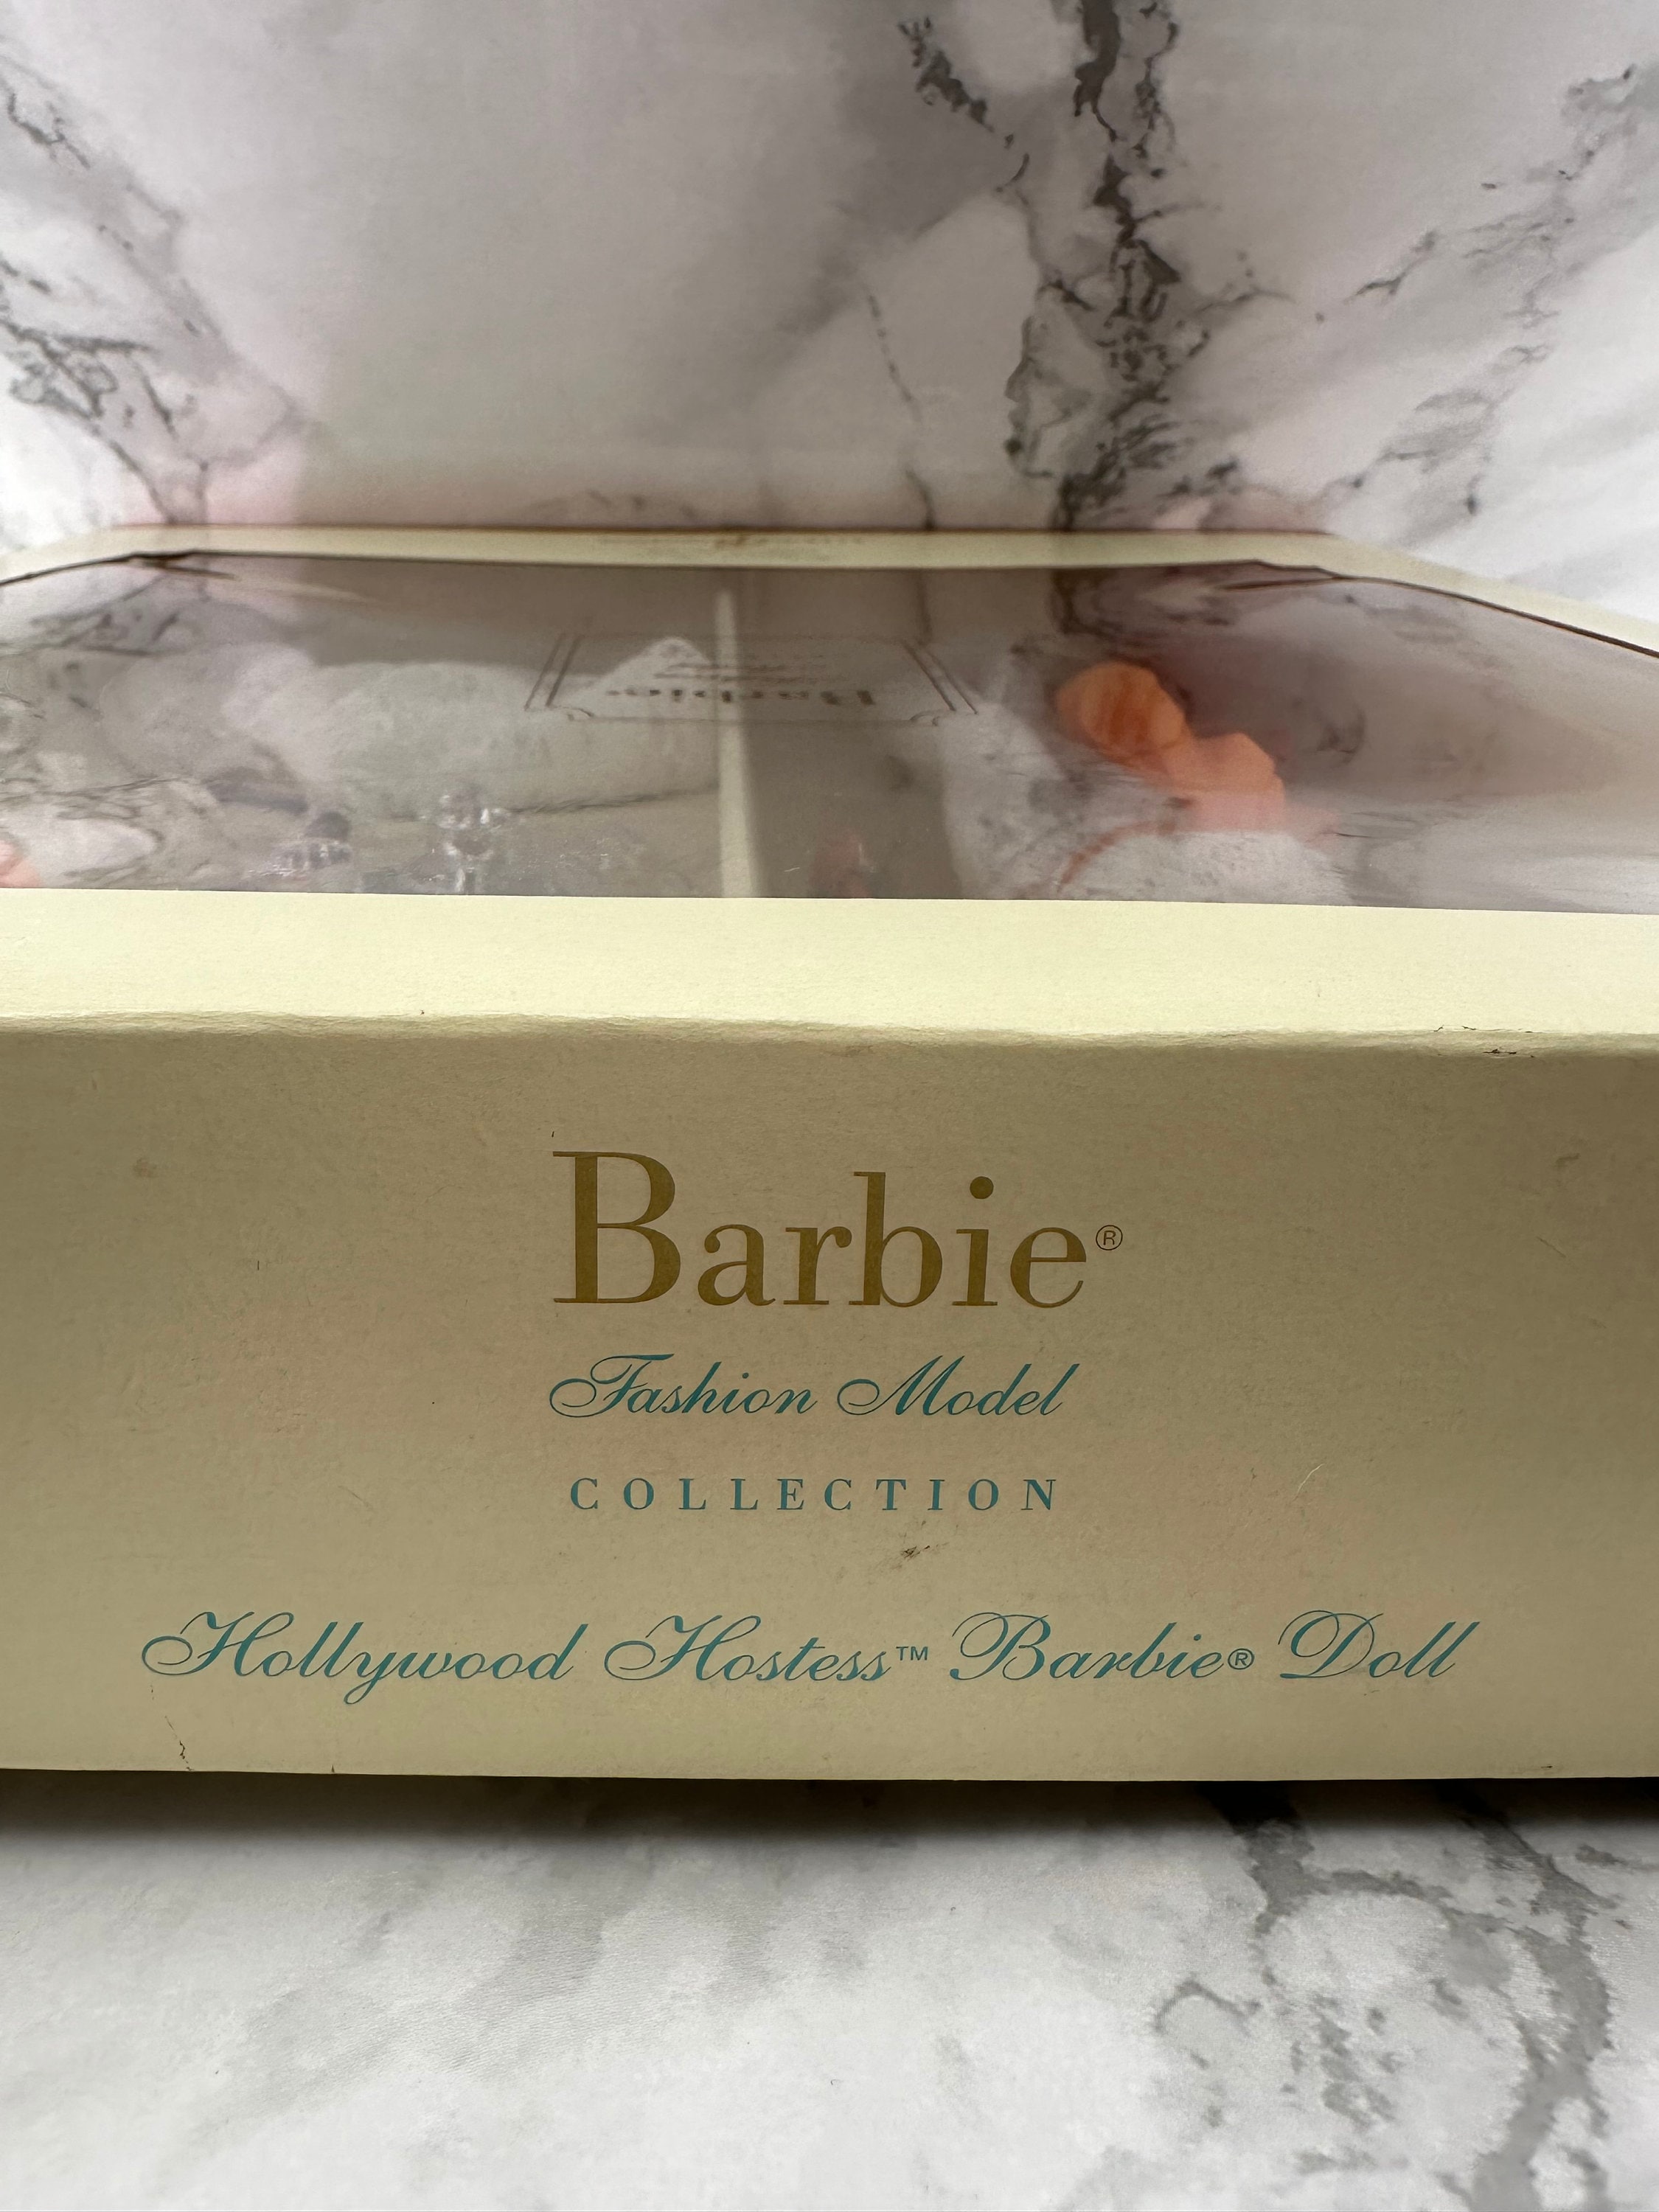 Barbie®
Fashion Model
COLLECTION
Hollywood Hostess™ Barbie® Doll